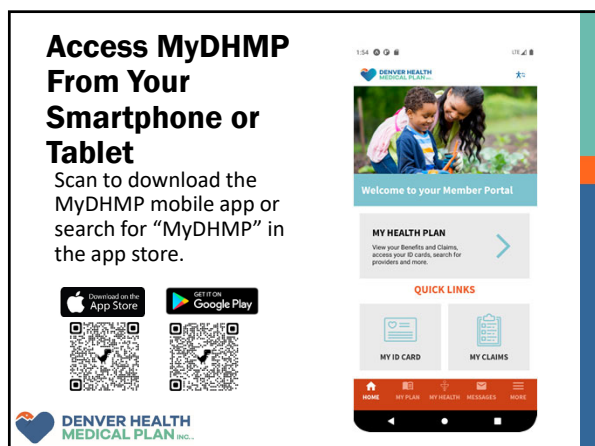 Access MyDHMP
From Your
Smartphone or
Tablet
Scan to download the
MyDHMP mobile app or
search for “MyDHMP” in
the app store.
Download on the
App Store
GET IT ON
Google Play
DENVER HEALTH
MEDICAL PLAN INC.
1:54
LTE
DENVER HEALTH
MEDICAL PLAN INC.
Welcome to your Member Portal
MY HEALTH PLAN
View your Benefits and Claims,
access your ID cards, search for
providers and more.
QUICK LINKS
MY ID CARD
MY CLAIMS
HOME MY PLAN MY HEALTH MESSAGES MORE